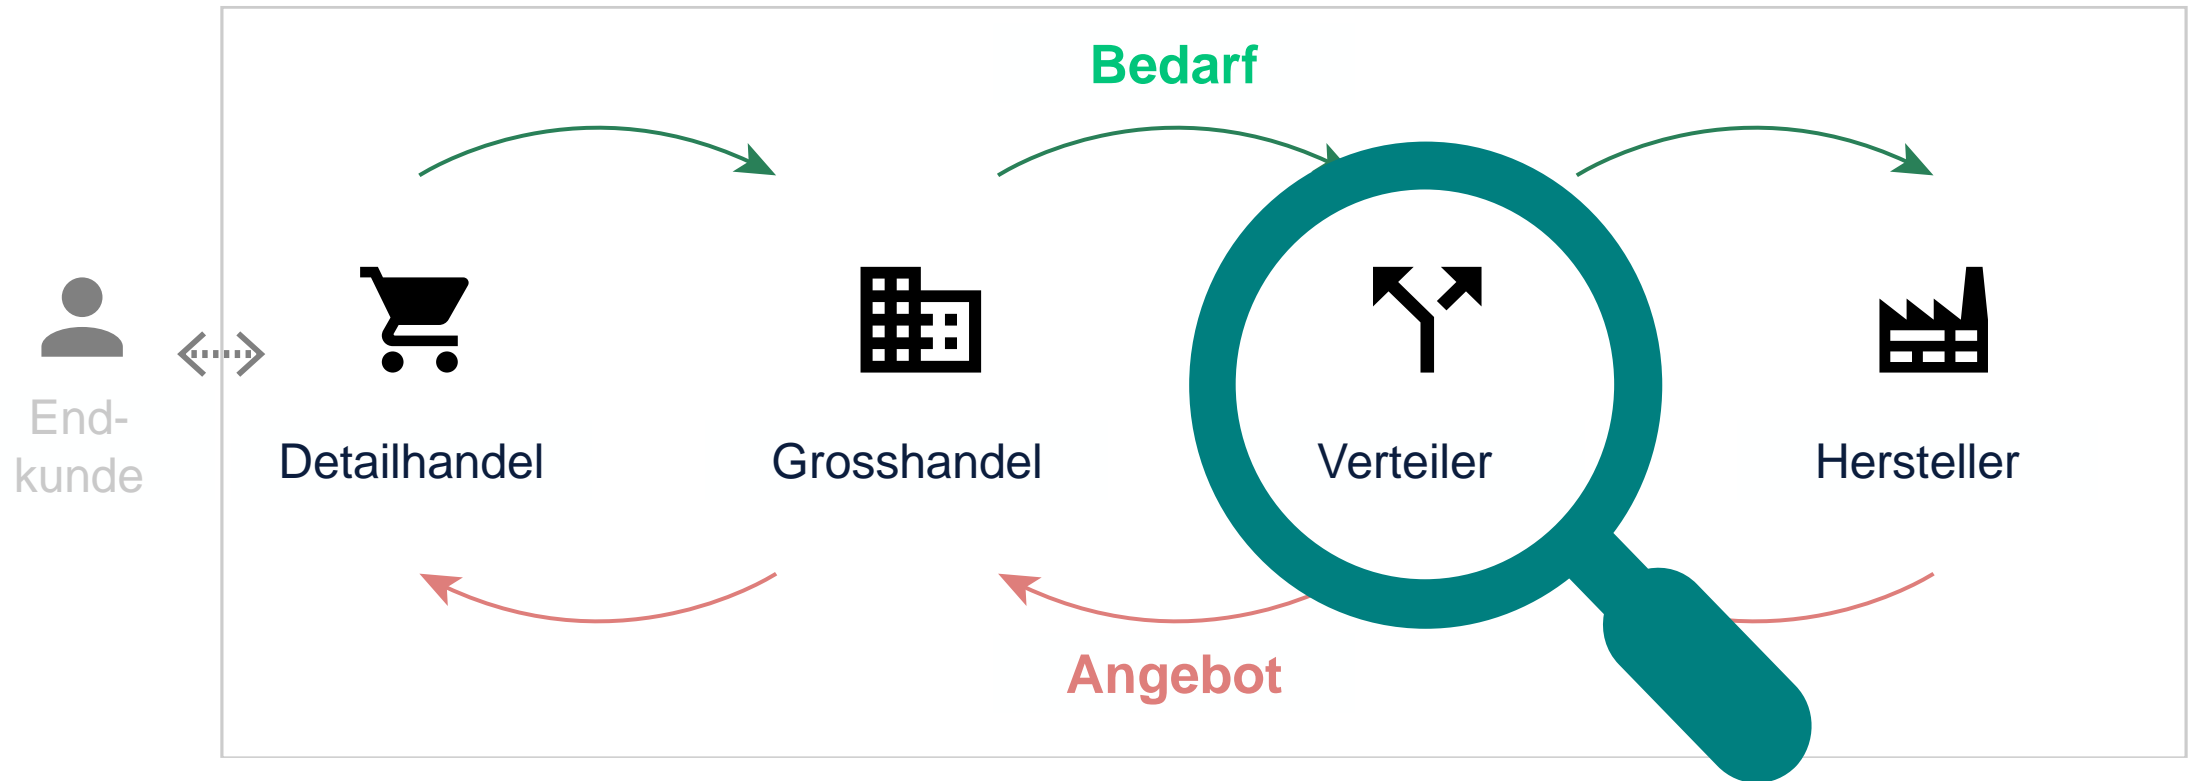 Bedarf
End-
kunde
Detailhandel
Grosshandel
Verteiler
Hersteller
Angebot